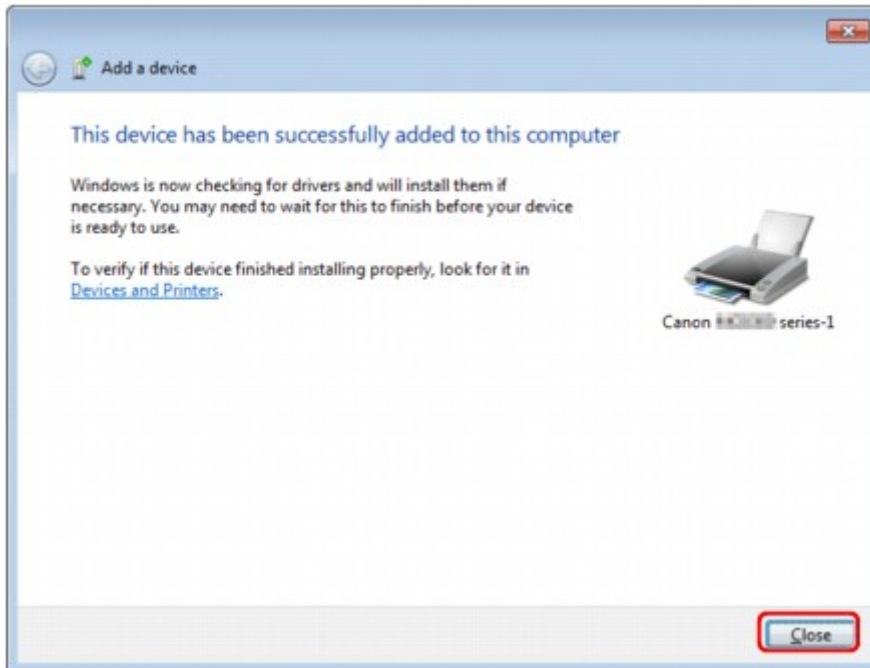 Add a device
This device has been successfully added to this computer
Windows is now checking for drivers and will install them if
necessary. You may need to wait for this to finish before your device
is ready to use.
To verify if this device finished installing properly, look for it in
Devices and Printers.
Canon series-1
Close